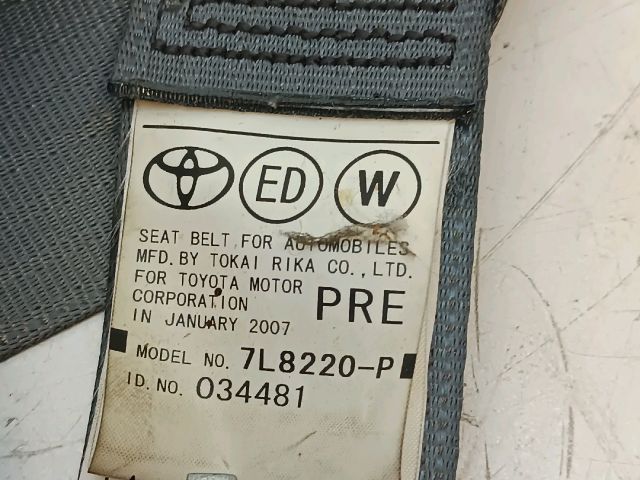 ED W
SEAT BELT FOR AUTOMOBILES
MFD. BY TOKAI RIKA CO., LTD.
FOR TOYOTA MOTOR
CORPORATION PRE
IN JANUARY 2007
MODEL NO. 7L8220-P
ID. NO. 034481